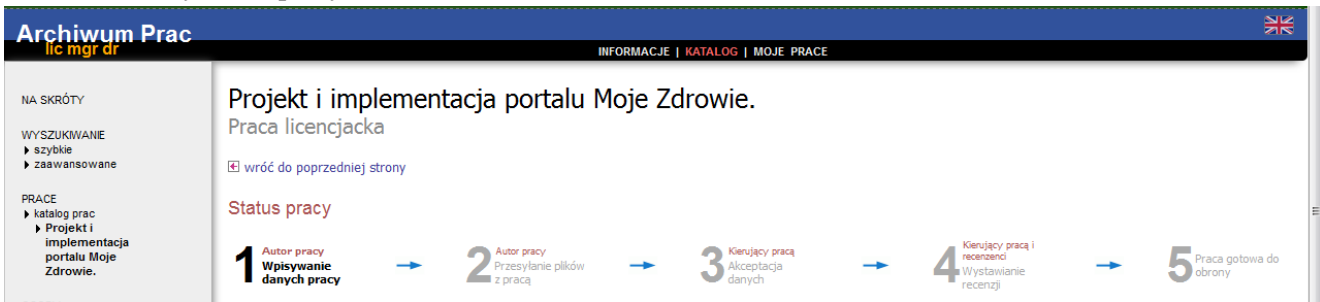 Archiwum Prac
lic mgr dr
INFORMACJE | KATALOG | MOJE PRACE
NA SKRÓTY
WYSZUKIWANIE
szybkie
zaawansowane
PRACE
katalog prac
Projekt i
implementacja
portalu Moje
Zdrowie.
Projekt i implementacja portalu Moje Zdrowie.
Praca licencjacka
wróć do poprzedniej strony
Status pracy
1
Autor pracy
Wpisywanie
danych pracy
2
Autor pracy
Przesyłanie plików
z pracą
3
Kierujący pracą
Akceptacja
danych
4
Kierujący pracą i
recenzenci
Wystawianie
recenzji
5
Praca gotowa do
obrony